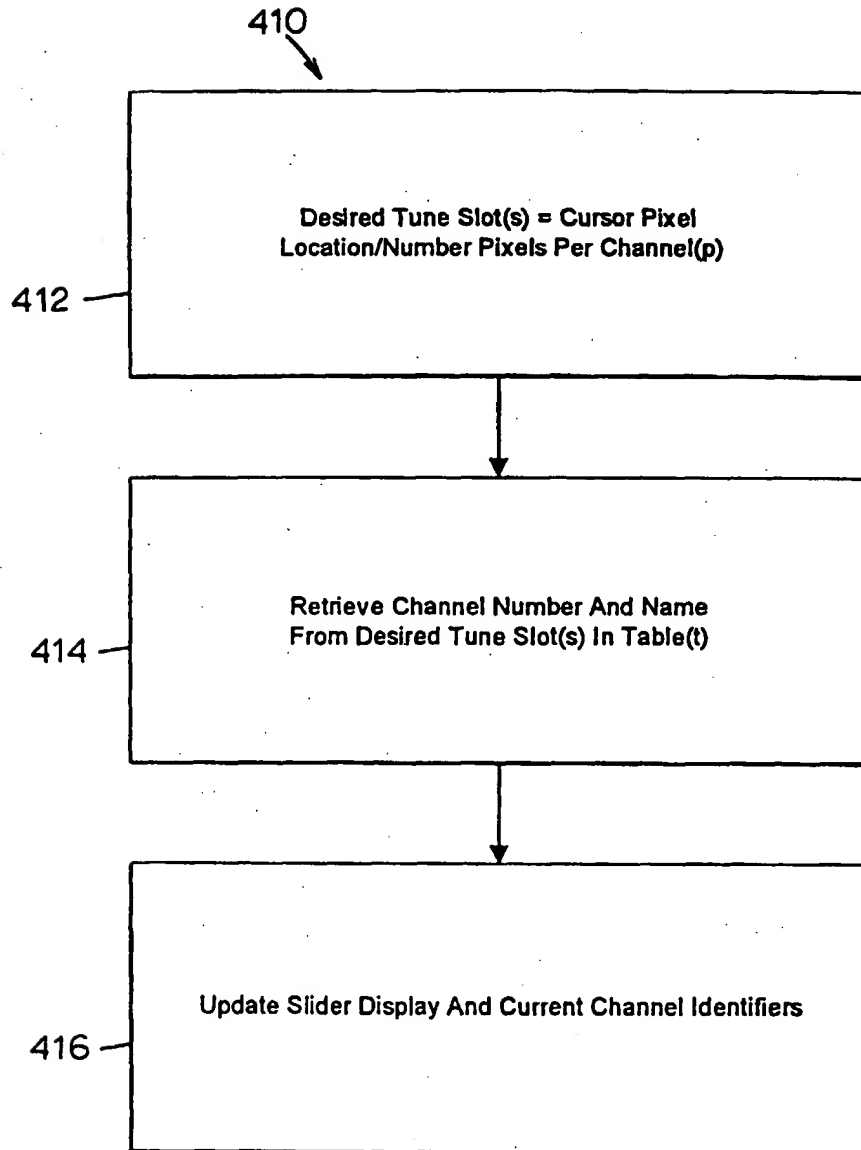 410
Desired Tune Slot(s) = Cursor Pixel
Location/Number Pixels Per Channel(p)
412
Retrieve Channel Number And Name
From Desired Tune Slot(s) In Table(t)
414
Update Slider Display And Current Channel Identifiers
416